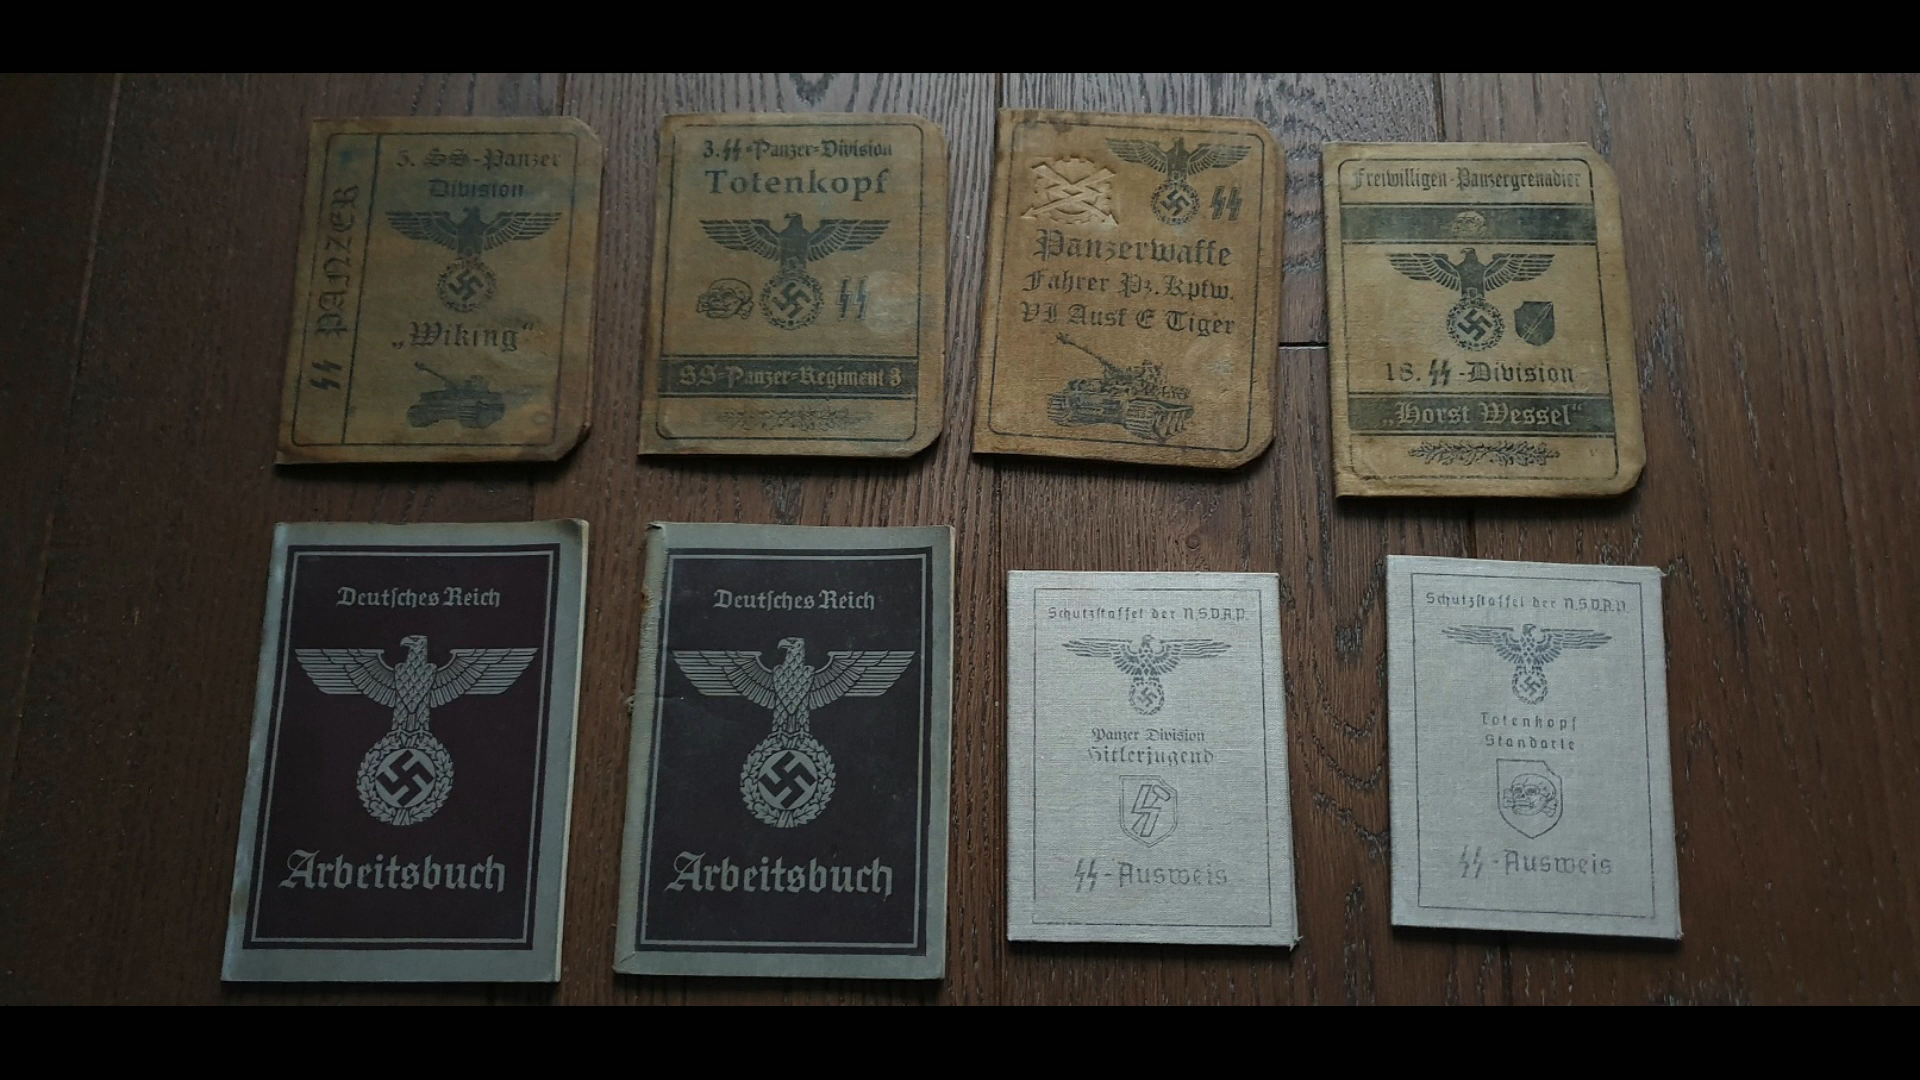 5. SS-Panzer
Division
SS PANZER
„Wiking“
3. SS-Panzer-Division
Totenkopf
SS
SS-Panzer-Regiment 3
SS
Panzerwaffe
Fahrer Pz.Kpfw.
VI Ausf E Tiger
Freiwilligen-Panzergrenadier
18. SS-Division
„Horst Wessel“
Deutsches Reich
Arbeitsbuch
Deutsches Reich
Arbeitsbuch
Schutzstaffel der N.S.D.A.P.
Panzer Division
Hitlerjugend
SS-Ausweis
Schutzstaffel der N.S.D.A.P.
Totenkopf
Standarte
SS-Ausweis